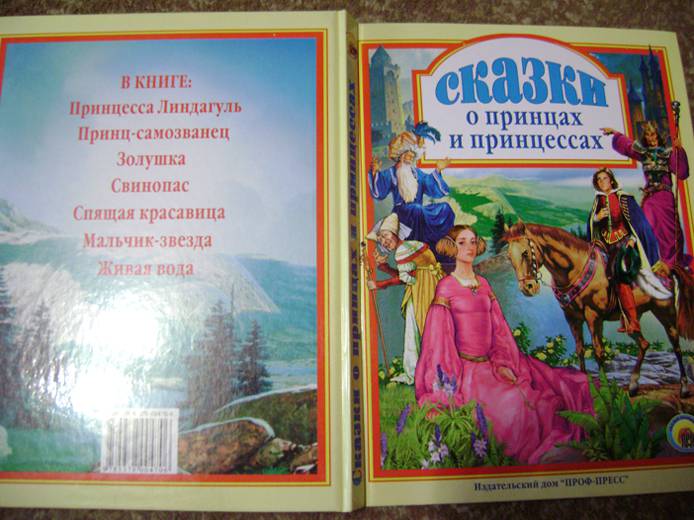 В КНИГЕ:
Принцесса Линдагуль
Принц-самозванец
Золушка
Свинопас
Спящая красавица
Мальчик-звезда
Живая вода
Сказки о принцах и принцессах
Сказки
о принцах
и принцессах
Издательский дом "ПРОФ-ПРЕСС"